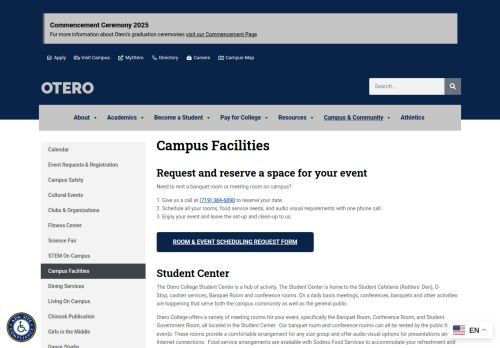 Commencement Ceremony 2025
For more information about Otero's graduation ceremonies visit our Commencement Page
Apply Visit Campus MyOtero Directory Careers Campus Map
OTERO
Search...
About Academics Become a Student Pay for College Resources Campus & Community Athletics
Calendar
Event Requests & Registration
Campus Safety
Cultural Events
Clubs & Organizations
Fitness Center
Science Fair
STEM On Campus
Campus Facilities
Dining Services
Living On Campus
Chinook Publication
Girls in the Middle
Dance Studio
Campus Facilities
Request and reserve a space for your event
Need to rent a banquet room or meeting room on campus?
1. Give us a call at (719) 384-6890 to reserve your date.
2. Schedule all your rooms, food service needs, and audio visual requirements with one phone call.
3. Enjoy your event and leave the set-up and clean-up to us.
ROOM & EVENT SCHEDULING REQUEST FORM
Student Center
The Otero College Student Center is a hub of activity. The Student Center is home to the Student Cafeteria (Rattlers' Den), O-
Stop, cashier services, Banquet Room and conference rooms. On a daily basis meetings, conferences, banquets and other activities
are happening that serve both the campus community as well as the general public.
Otero College offers a variety of meeting rooms for your event, specifically the Banquet Room, Conference Room, and Student
Government Room, all located in the Student Center. Our banquet room and conference rooms can all be rented by the public f
events. These rooms provide a comfortable arrangement for any size group and offer audio visual options for presentations an
Internet connections. Food service arrangements are available with Sodexo Food Services to accommodate your refreshment and
EN